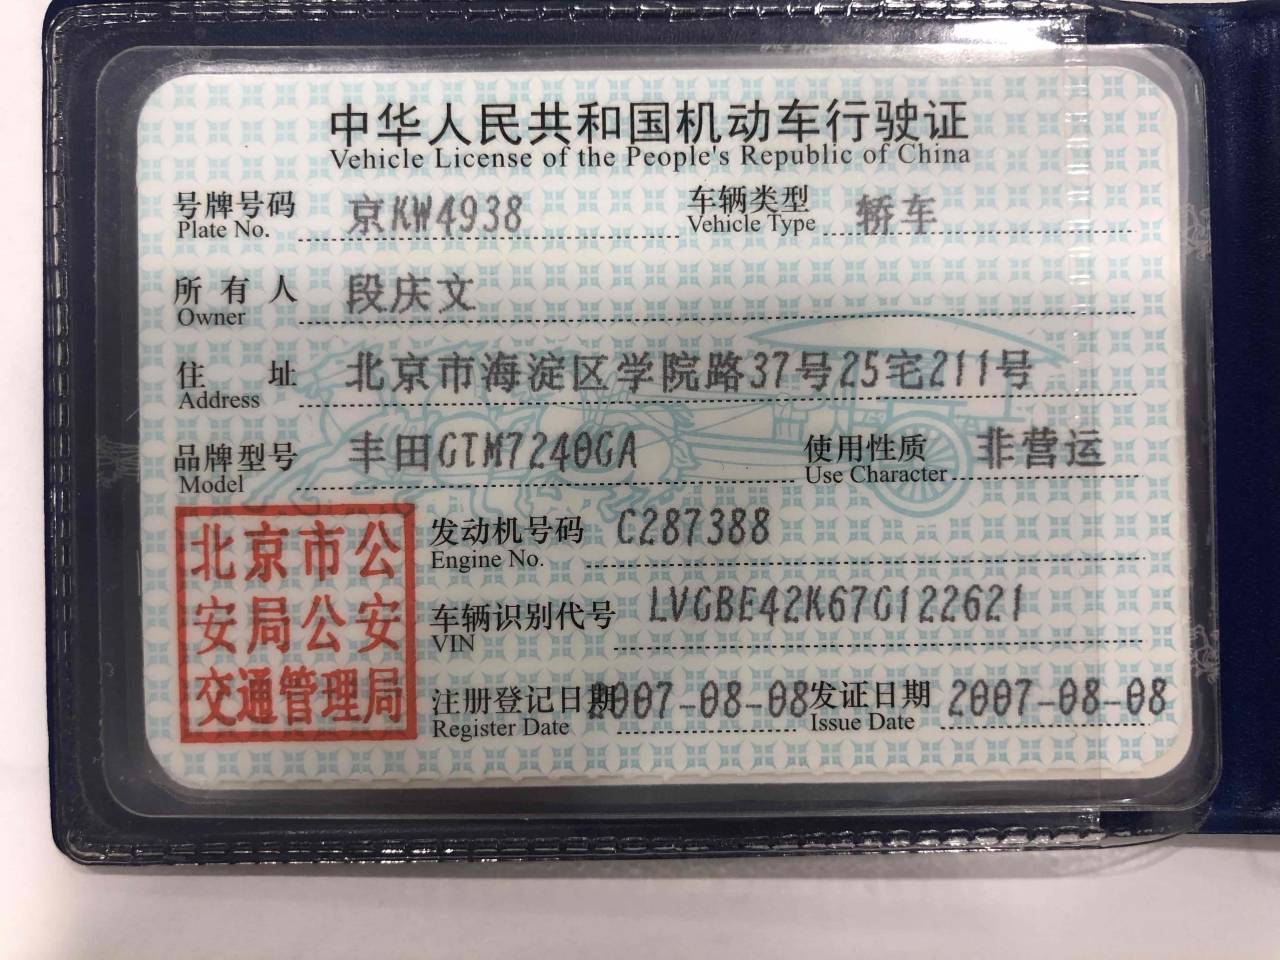 中华人民共和国机动车行驶证
Vehicle License of the People's Republic of China
号牌号码 京KW4938 车辆类型 轿车
Plate No. Vehicle Type
所有人 段庆文
Owner
住址 北京市海淀区学院路37号25宅211号
Address
品牌型号 丰田GTM7240GA 使用性质 非营运
Model Use Character
北京市公
安局公安
交通管理局
发动机号码 C287388
Engine No.
车辆识别代号 LVGBE42K67G122621
VIN
注册登记日期 2007-08-08 发证日期 2007-08-08
Register Date Issue Date